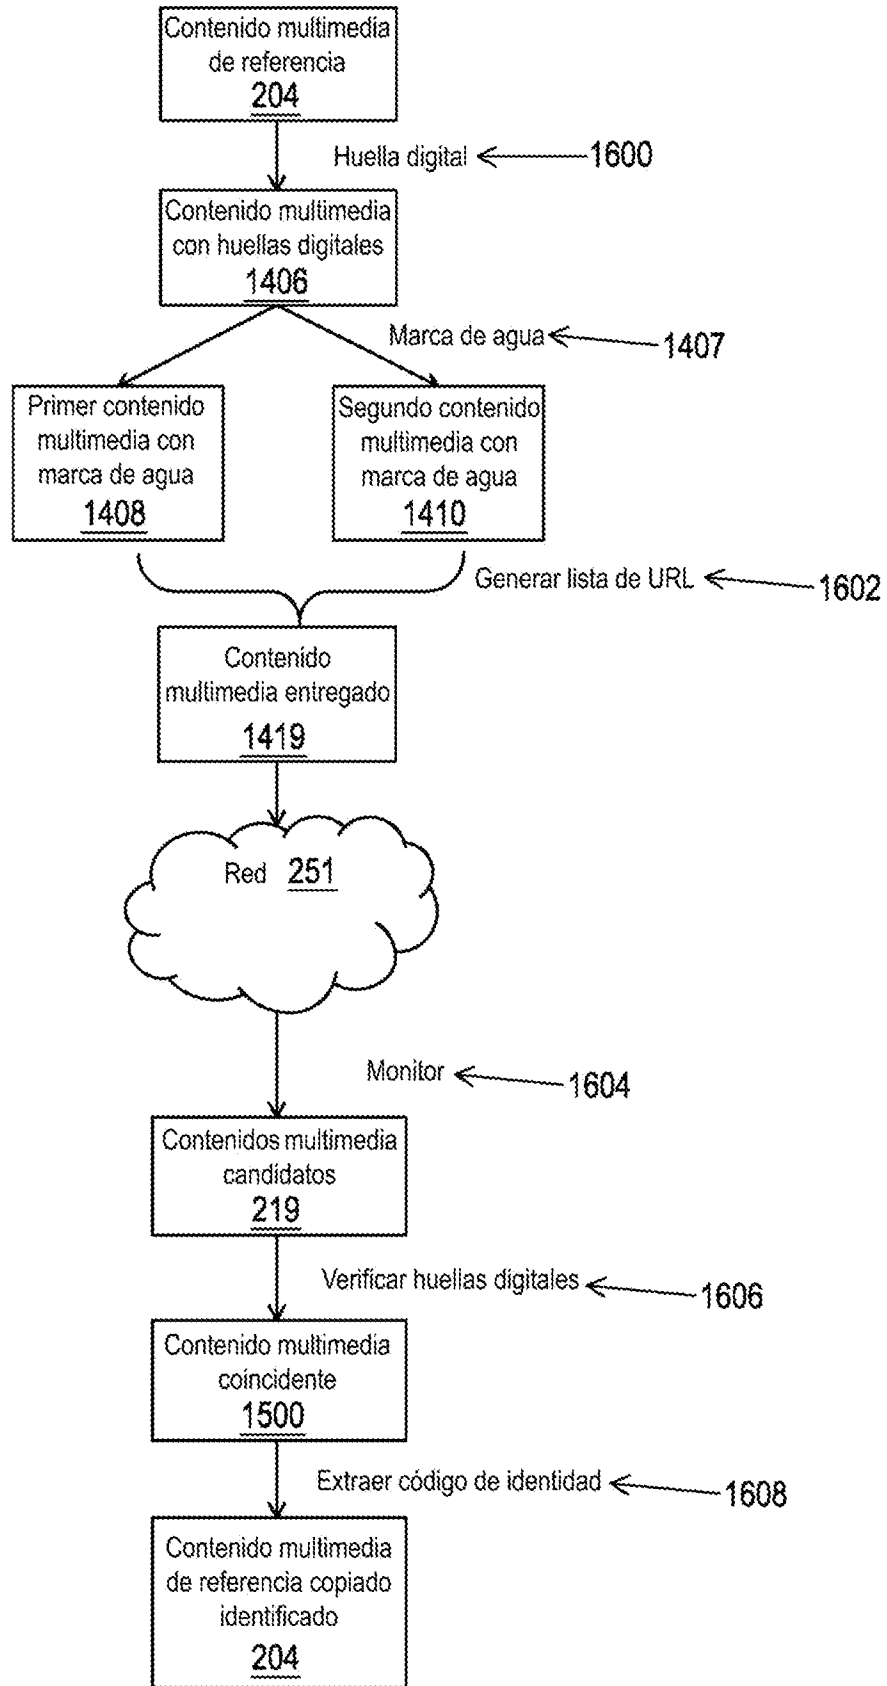 Contenido multimedia
de referencia
204
Huella digital
1600
Contenido multimedia
con huellas digitales
1406
Marca de agua
1407
Primer contenido
multimedia con
marca de agua
1408
Segundo contenido
multimedia con
marca de agua
1410
Generar lista de URL
1602
Contenido
multimedia entregado
1419
Red 251
Monitor
1604
Contenidos multimedia
candidatos
219
Verificar huellas digitales
1606
Contenido multimedia
coincidente
1500
Extraer código de identidad
1608
Contenido multimedia
de referencia copiado
identificado
204